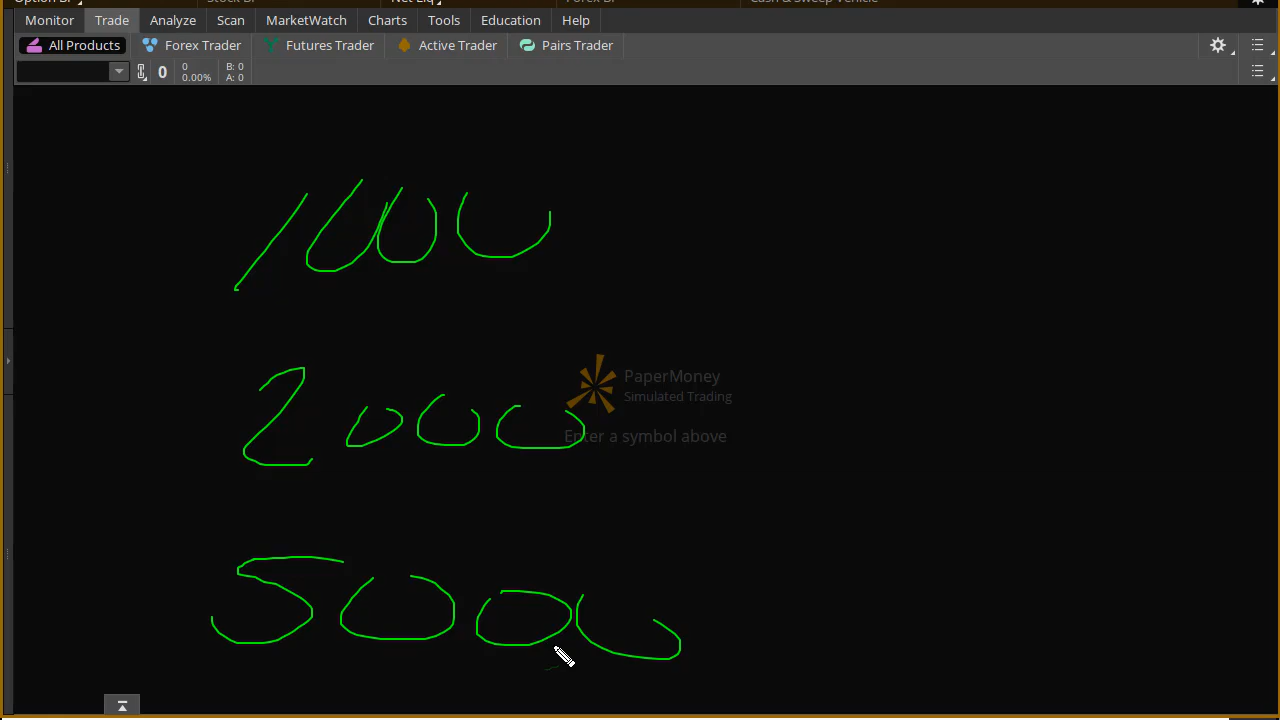 Monitor Trade Analyze Scan MarketWatch Charts Tools Education Help
All Products Forex Trader Futures Trader Active Trader Pairs Trader
0 0 B: 0
0.00% A: 0
1000
PaperMoney
Simulated Trading
2000
Enter a symbol above
5000